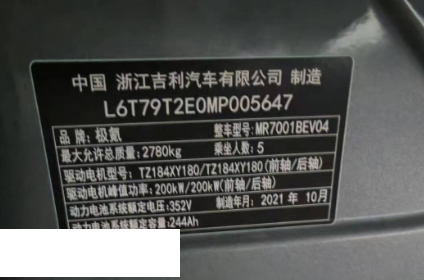 中国 浙江吉利汽车有限公司 制造
L6T79T2E0MP005647
品牌:极氪 整车型号:MR7001BEV04
最大允许总质量:2780kg 乘坐人数:5
驱动电机型号:TZ184XY180/TZ184XY180(前轴/后轴)
驱动电机峰值功率:200kW/200kW(前轴/后轴)
动力电池系统额定电压:352V 制造年月:2021 年 10月
动力电池系统额定容量:244Ah